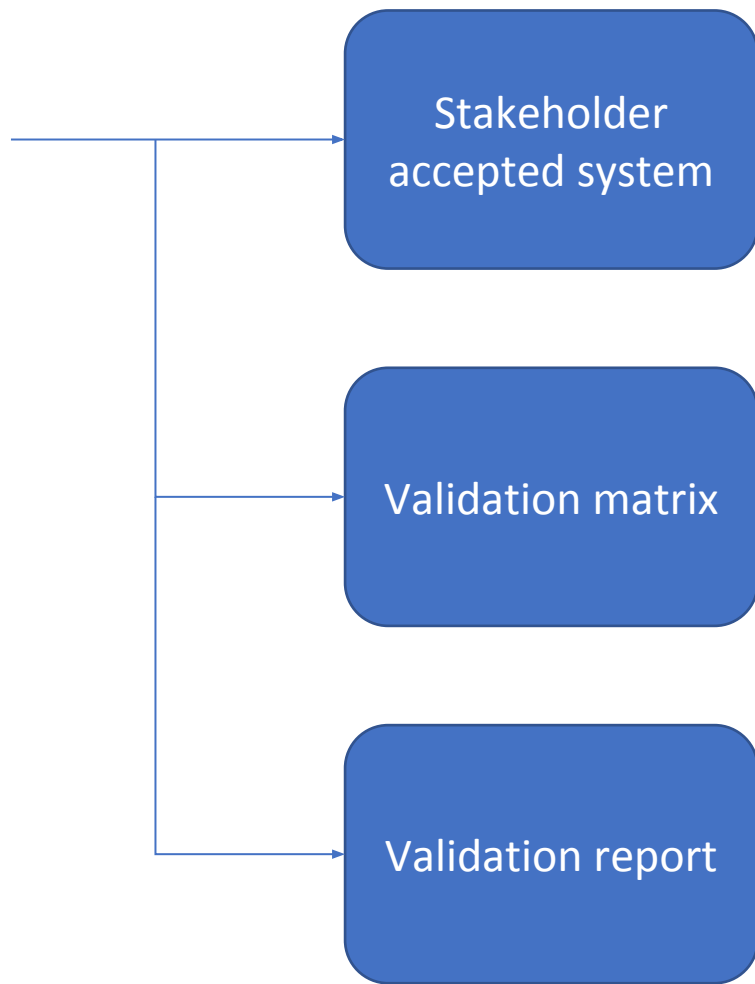 Stakeholder
accepted system
Validation matrix
Validation report